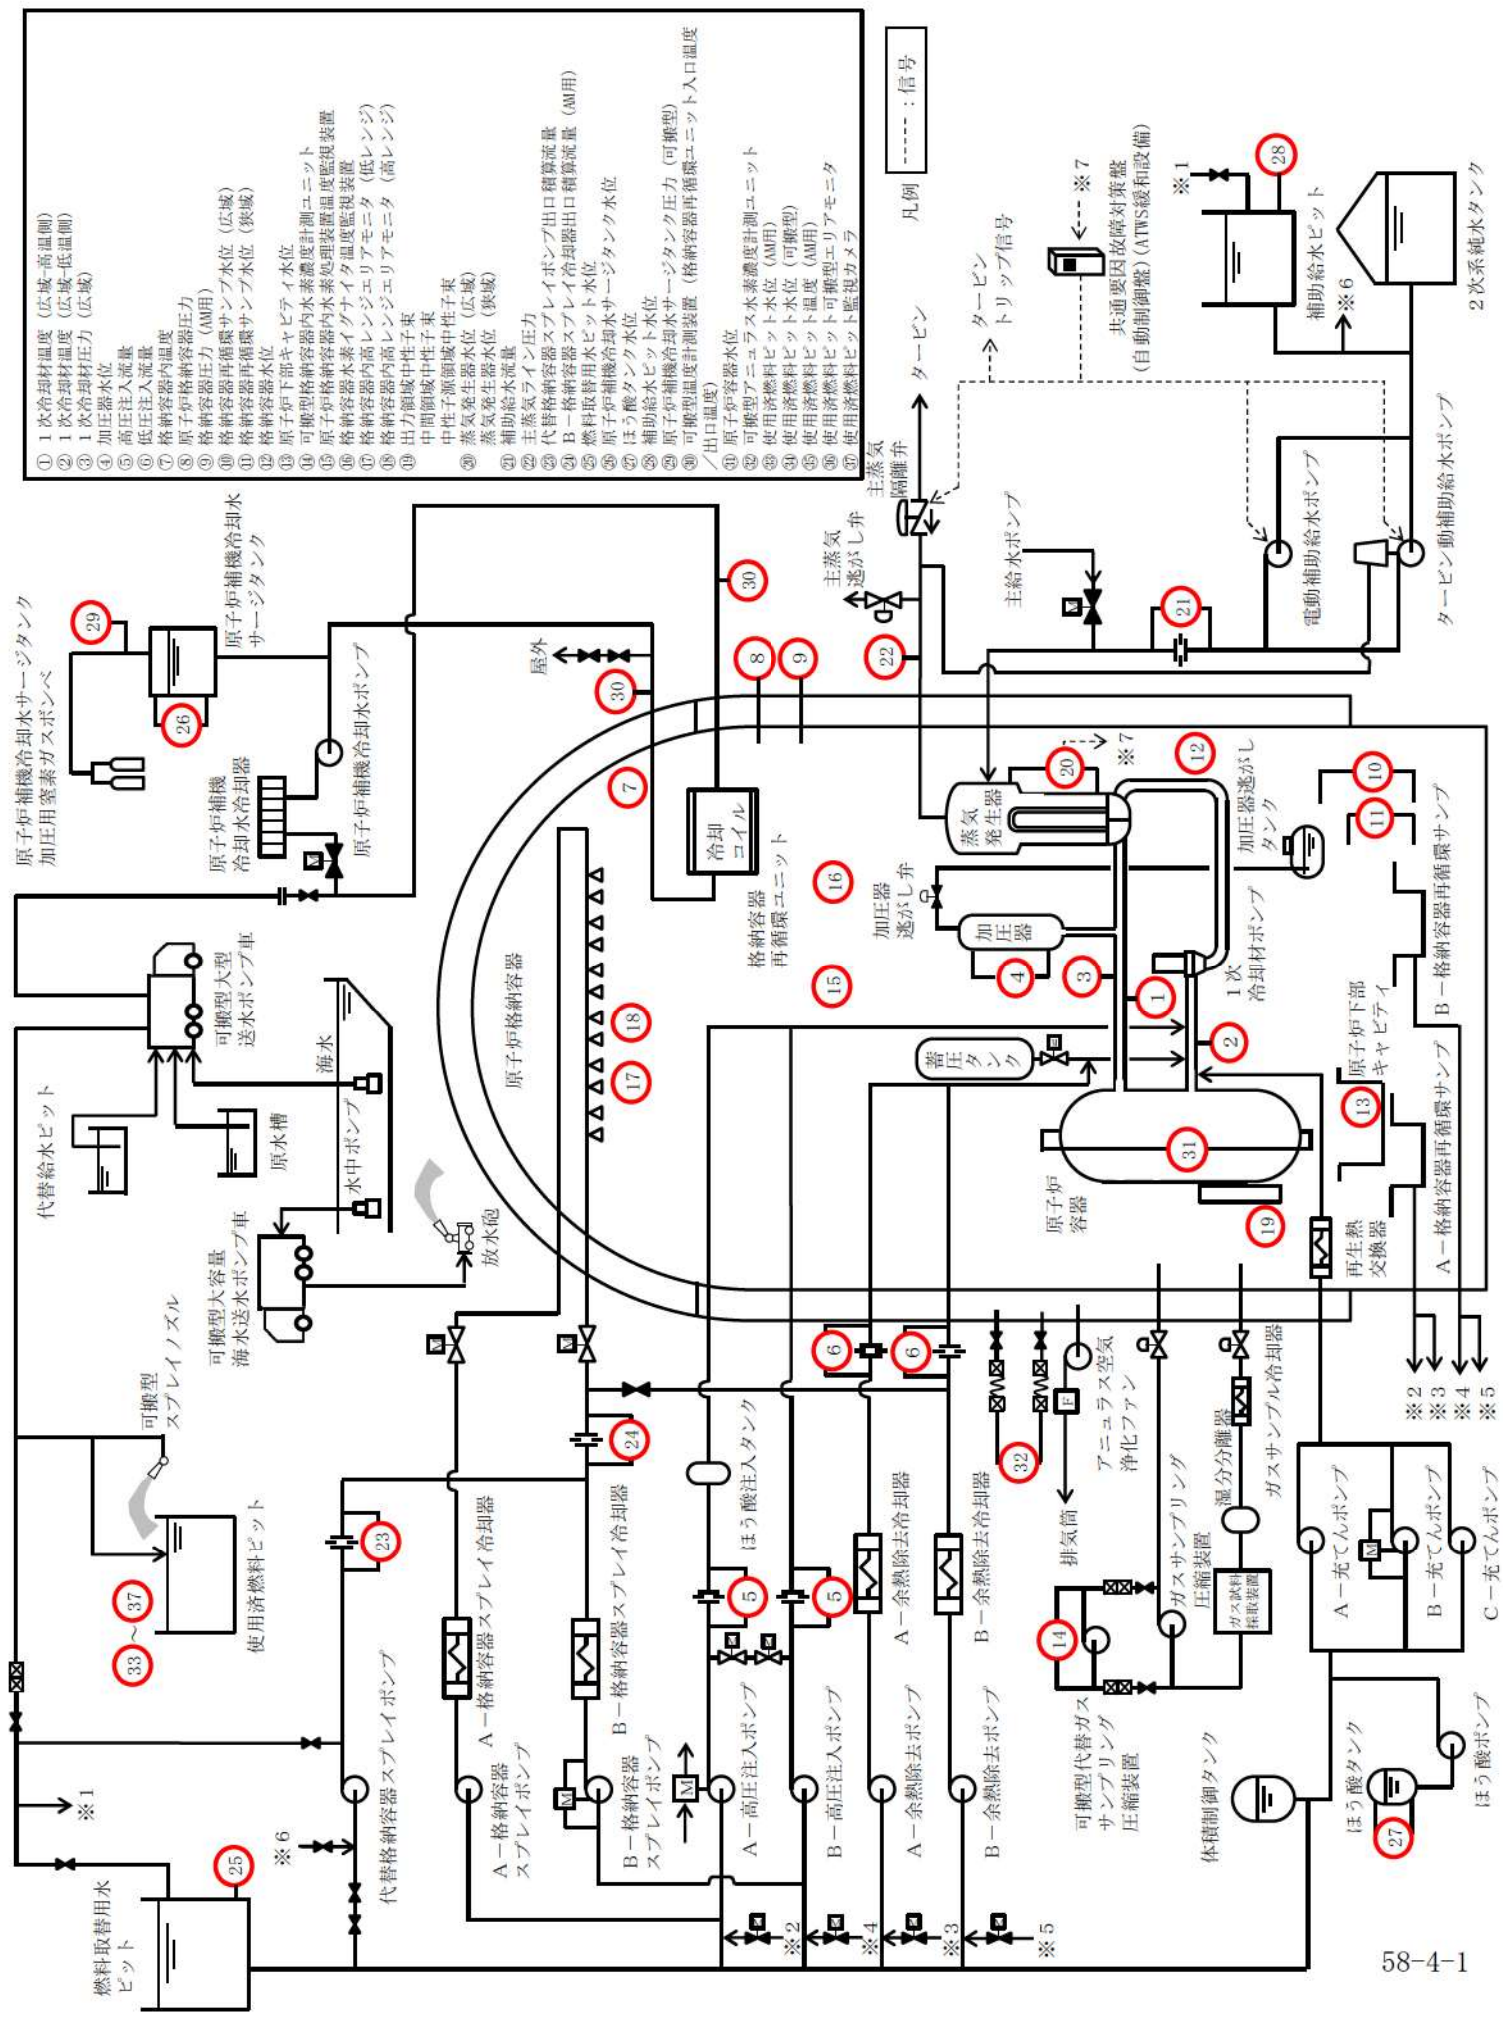 ① 1次冷却材温度（広域-高温側）
② 1次冷却材温度（広域-低温側）
③ 1次冷却材圧力（広域）
④ 加圧器水位
⑤ 高圧注入流量
⑥ 低圧注入流量
⑦ 格納容器内温度
⑧ 原子炉格納容器圧力
⑨ 格納容器圧力（AM用）
⑩ 格納容器再循環サンプ水位（広域）
⑪ 格納容器再循環サンプ水位（狭域）
⑫ 格納容器水位
⑬ 原子炉下部キャビティ水位
⑭ 可搬型格納容器内水素濃度計測ユニット
⑮ 原子炉格納容器内水素処理装置温度監視装置
⑯ 格納容器水素イグナイタ温度監視装置
⑰ 格納容器内高レンジエリアモニタ（低レンジ）
⑱ 格納容器内高レンジエリアモニタ（高レンジ）
⑲ 出力領域中性子束
中間領域中性子束
中性子源領域中性子束
⑳ 蒸気発生器水位（広域）
蒸気発生器水位（狭域）
㉑ 補助給水流量
㉒ 主蒸気ライン圧力
㉓ 代替格納容器スプレイポンプ出口積算流量
㉔ B－格納容器スプレイ冷却器出口積算流量（AM用）
㉕ 燃料取替用水ピット水位
㉖ 原子炉補機冷却水サージタンク水位
㉗ ほう酸タンク水位
㉘ 補助給水ピット水位
㉙ 原子炉補機冷却水サージタンク圧力（可搬型）
㉚ 可搬型温度計測装置（格納容器再循環ユニット入口温度
／出口温度）
㉛ 原子炉容器水位
㉜ 可搬型アニュラス水素濃度計測ユニット
㉝ 使用済燃料ピット水位（AM用）
㉞ 使用済燃料ピット水位（可搬型）
㉟ 使用済燃料ピット温度（AM用）
㊱ 使用済燃料ピット可搬型エリアモニタ
㊲ 使用済燃料ピット監視カメラ
凡例
：信号
原子炉補機冷却水サージタンク
加圧用窒素ガスボンベ
29
26
原子炉補機冷却水
サージタンク
原子炉補機
冷却水冷却器
M
原子炉補機冷却水ポンプ
可搬型大型
送水ポンプ車
代替給水ピット
原水槽
海水
水中ポンプ
可搬型大容量
海水送水ポンプ車
放水砲
可搬型
スプレイノズル
33
～
37
使用済燃料ピット
※1
燃料取替用水
ピット
25
※6
代替格納容器スプレイポンプ
23
24
M
M
A－格納容器スプレイ冷却器
B－格納容器スプレイ冷却器
A－格納容器
スプレイポンプ
B－格納容器
スプレイポンプ
M
M
原子炉格納容器
17
18
15
16
7
屋外
30
30
冷却
コイル
格納容器
再循環ユニット
8
9
22
主蒸気
逃がし弁
主蒸気
隔離弁
タービン
タービン
トリップ信号
※7
共通要因故障対策盤
(自動制御盤)(ATWS緩和設備)
※1
28
補助給水ピット
※6
2次系純水タンク
主給水ポンプ
M
21
電動補助給水ポンプ
タービン動補助給水ポンプ
蒸気
発生器
20
※7
12
加圧器逃がし
タンク
加圧器
逃がし弁
加圧器
4
3
1
2
1次
冷却材ポンプ
10
11
B－格納容器再循環サンプ
原子炉下部
キャビティ
13
A－格納容器再循環サンプ
蓄圧
タンク
31
原子炉
容器
19
再生熱
交換器
※2
※3
※4
※5
6
6
32
アニュラス空気
浄化ファン
F
排気筒
ほう酸注入タンク
5
5
M
M
A－余熱除去冷却器
B－余熱除去冷却器
A－高圧注入ポンプ
B－高圧注入ポンプ
A－余熱除去ポンプ
B－余熱除去ポンプ
M
M
M
M
※2
※4
※3
※5
14
可搬型代替ガス
サンプリング
圧縮装置
ガスサンプリング
圧縮装置
湿分分離器
ガスサンプル冷却器
ガス試料
採取装置
A－充てんポンプ
M
B－充てんポンプ
C－充てんポンプ
体積制御タンク
ほう酸タンク
27
ほう酸ポンプ
58-4-1